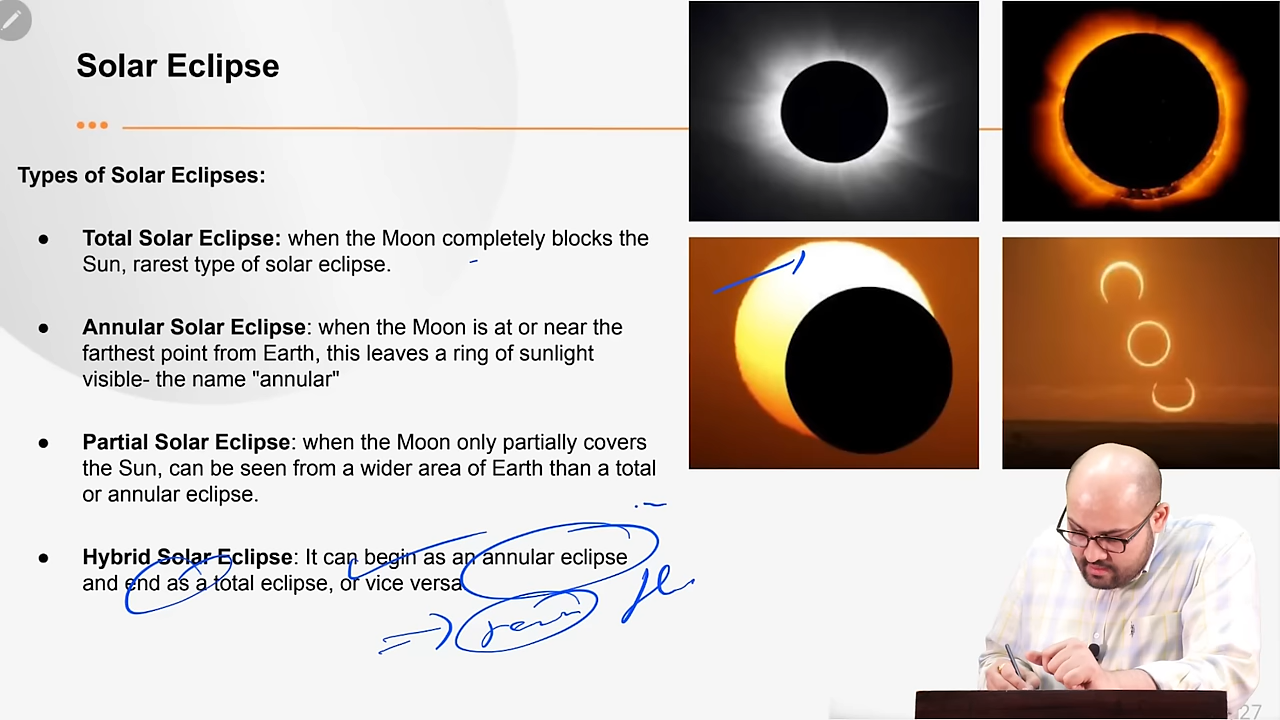 Solar Eclipse
Types of Solar Eclipses:
● Total Solar Eclipse: when the Moon completely blocks the
Sun, rarest type of solar eclipse.
● Annular Solar Eclipse: when the Moon is at or near the
farthest point from Earth, this leaves a ring of sunlight
visible- the name "annular"
● Partial Solar Eclipse: when the Moon only partially covers
the Sun, can be seen from a wider area of Earth than a total
or annular eclipse.
● Hybrid Solar Eclipse: It can begin as an annular eclipse
and end as a total eclipse, or vice versa
27